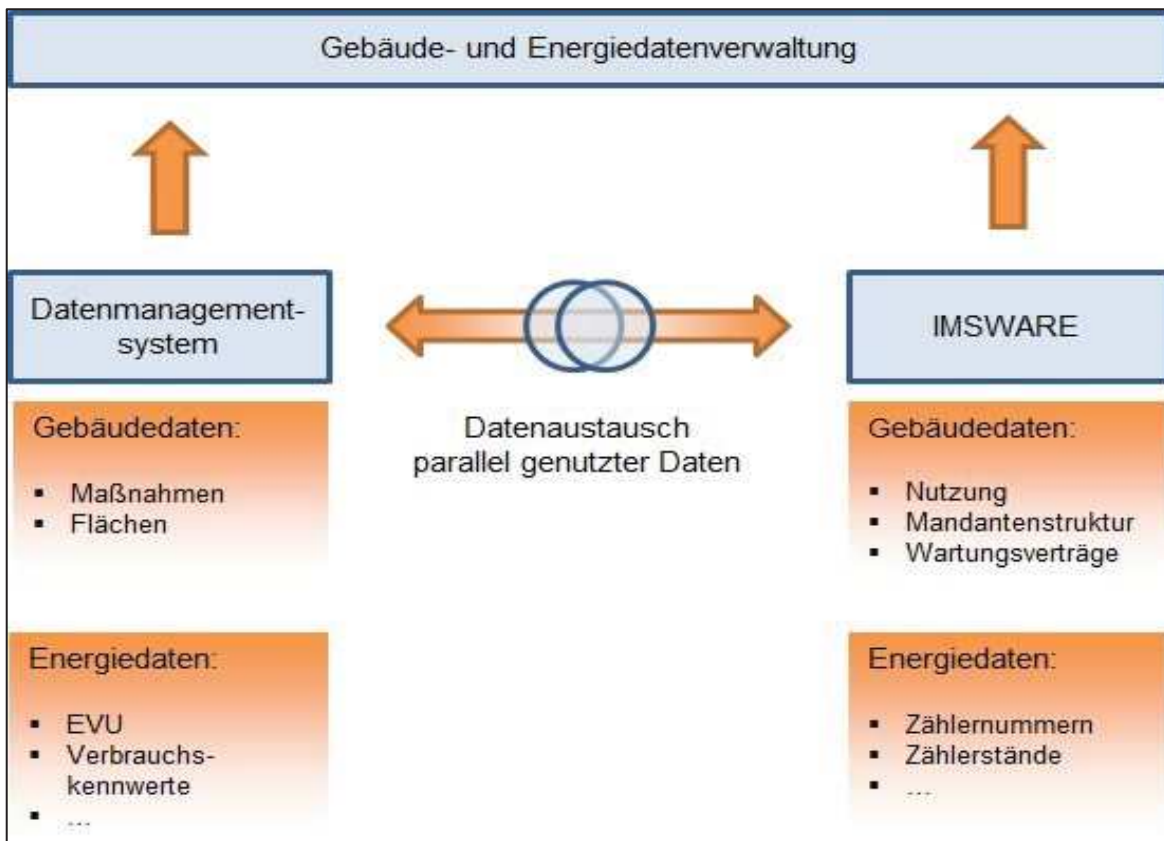 Gebäude- und Energiedatenverwaltung
Datenmanagement-
system
IMSWARE
Datenaustausch
parallel genutzter Daten
Gebäudedaten:
▪ Maßnahmen
▪ Flächen
Gebäudedaten:
▪ Nutzung
▪ Mandantenstruktur
▪ Wartungsverträge
Energiedaten:
▪ EVU
▪ Verbrauchs-
kennwerte
▪ ...
Energiedaten:
▪ Zählernummern
▪ Zählerstände
▪ ...